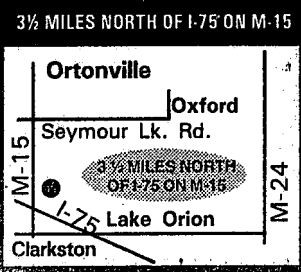 3½ MILES NORTH OF I-75 ON M-15
Ortonville
Oxford
Seymour Lk. Rd.
3½ MILES NORTH
OF I-75 ON M-15
M-15
M-24
I-75
Lake Orion
Clarkston